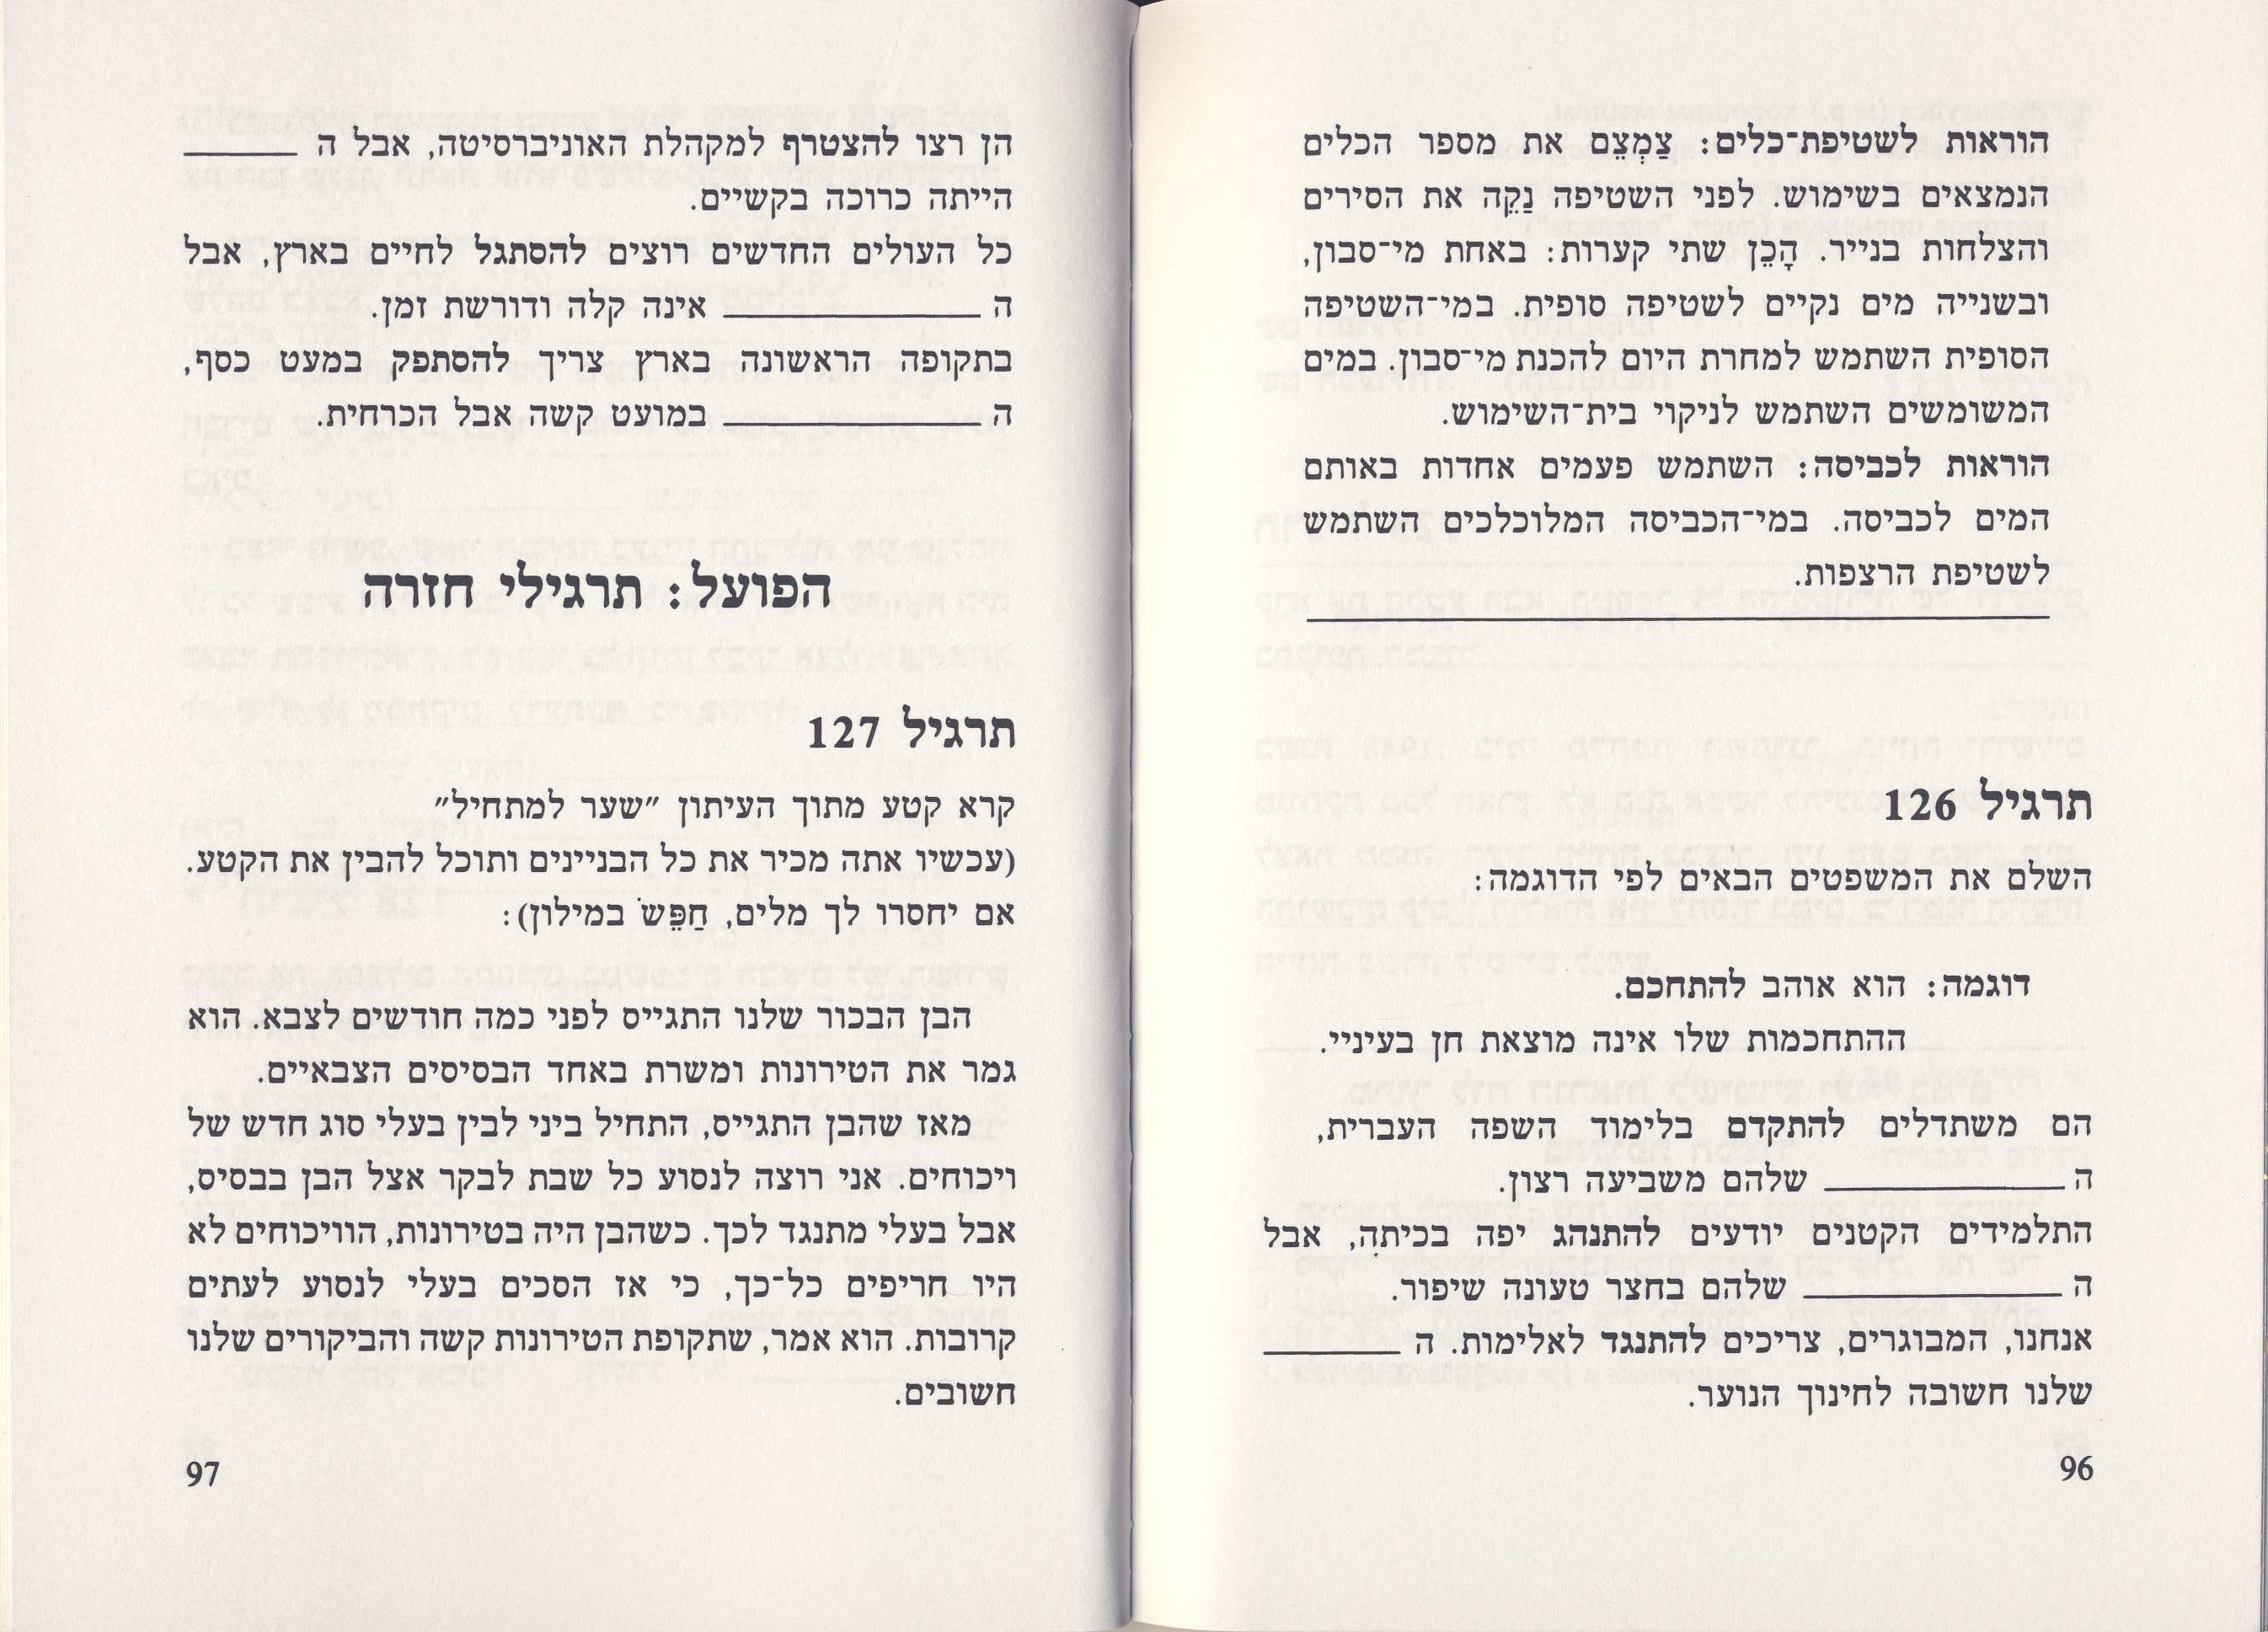 הוראות לשטיפת־כלים: צַמְצֵם את מספר הכלים
הנמצאים בשימוש. לפני השטיפה נַקֵּה את הסירים
והצלחות בנייר. הָכֵן שתי קערות: באחת מי־סבון,
ובשנייה מים נקיים לשטיפה סופית. במי־השטיפה
הסופית השתמש למחרת היום להכנת מי־סבון. במים
המשומשים השתמש לניקוי בית־השימוש.
הוראות לכביסה: השתמש פעמים אחדות באותם
המים לכביסה. במי־הכביסה המלוכלכים השתמש
לשטיפת הרצפות.
תרגיל 126
השלם את המשפטים הבאים לפי הדוגמה:
דוגמה: הוא אוהב להתחכם.
ההתחכמות שלו אינה מוצאת חן בעיניי.
הם משתדלים להתקדם בלימוד השפה העברית,
ה ____________ שלהם משביעה רצון.
התלמידים הקטנים יודעים להתנהג יפה בכיתה, אבל
ה ____________ שלהם בחצר טעונה שיפור.
אנחנו, המבוגרים, צריכים להתנגד לאלימות. ה ______
שלנו חשובה לחינוך הנוער.
96
הן רצו להצטרף למקהלת האוניברסיטה, אבל ה ______
הייתה כרוכה בקשיים.
כל העולים החדשים רוצים להסתגל לחיים בארץ, אבל
ה ____________ אינה קלה ודורשת זמן.
בתקופה הראשונה בארץ צריך להסתפק במעט כסף,
ה ____________ במועט קשה אבל הכרחית.
הפועל: תרגילי חזרה
תרגיל 127
קרא קטע מתוך העיתון ״שער למתחיל״
(עכשיו אתה מכיר את כל הבניינים ותוכל להבין את הקטע.
אם יחסרו לך מלים, חַפֵּשׂ במילון):
הבן הבכור שלנו התגייס לפני כמה חודשים לצבא. הוא
גמר את הטירונות ומשרת באחד הבסיסים הצבאיים.
מאז שהבן התגייס, התחיל ביני לבין בעלי סוג חדש של
ויכוחים. אני רוצה לנסוע כל שבת לבקר אצל הבן בבסיס,
אבל בעלי מתנגד לכך. כשהבן היה בטירונות, הוויכוחים לא
היו חריפים כל־כך, כי אז הסכים בעלי לנסוע לעתים
קרובות. הוא אמר, שתקופת הטירונות קשה והביקורים שלנו
חשובים.
97